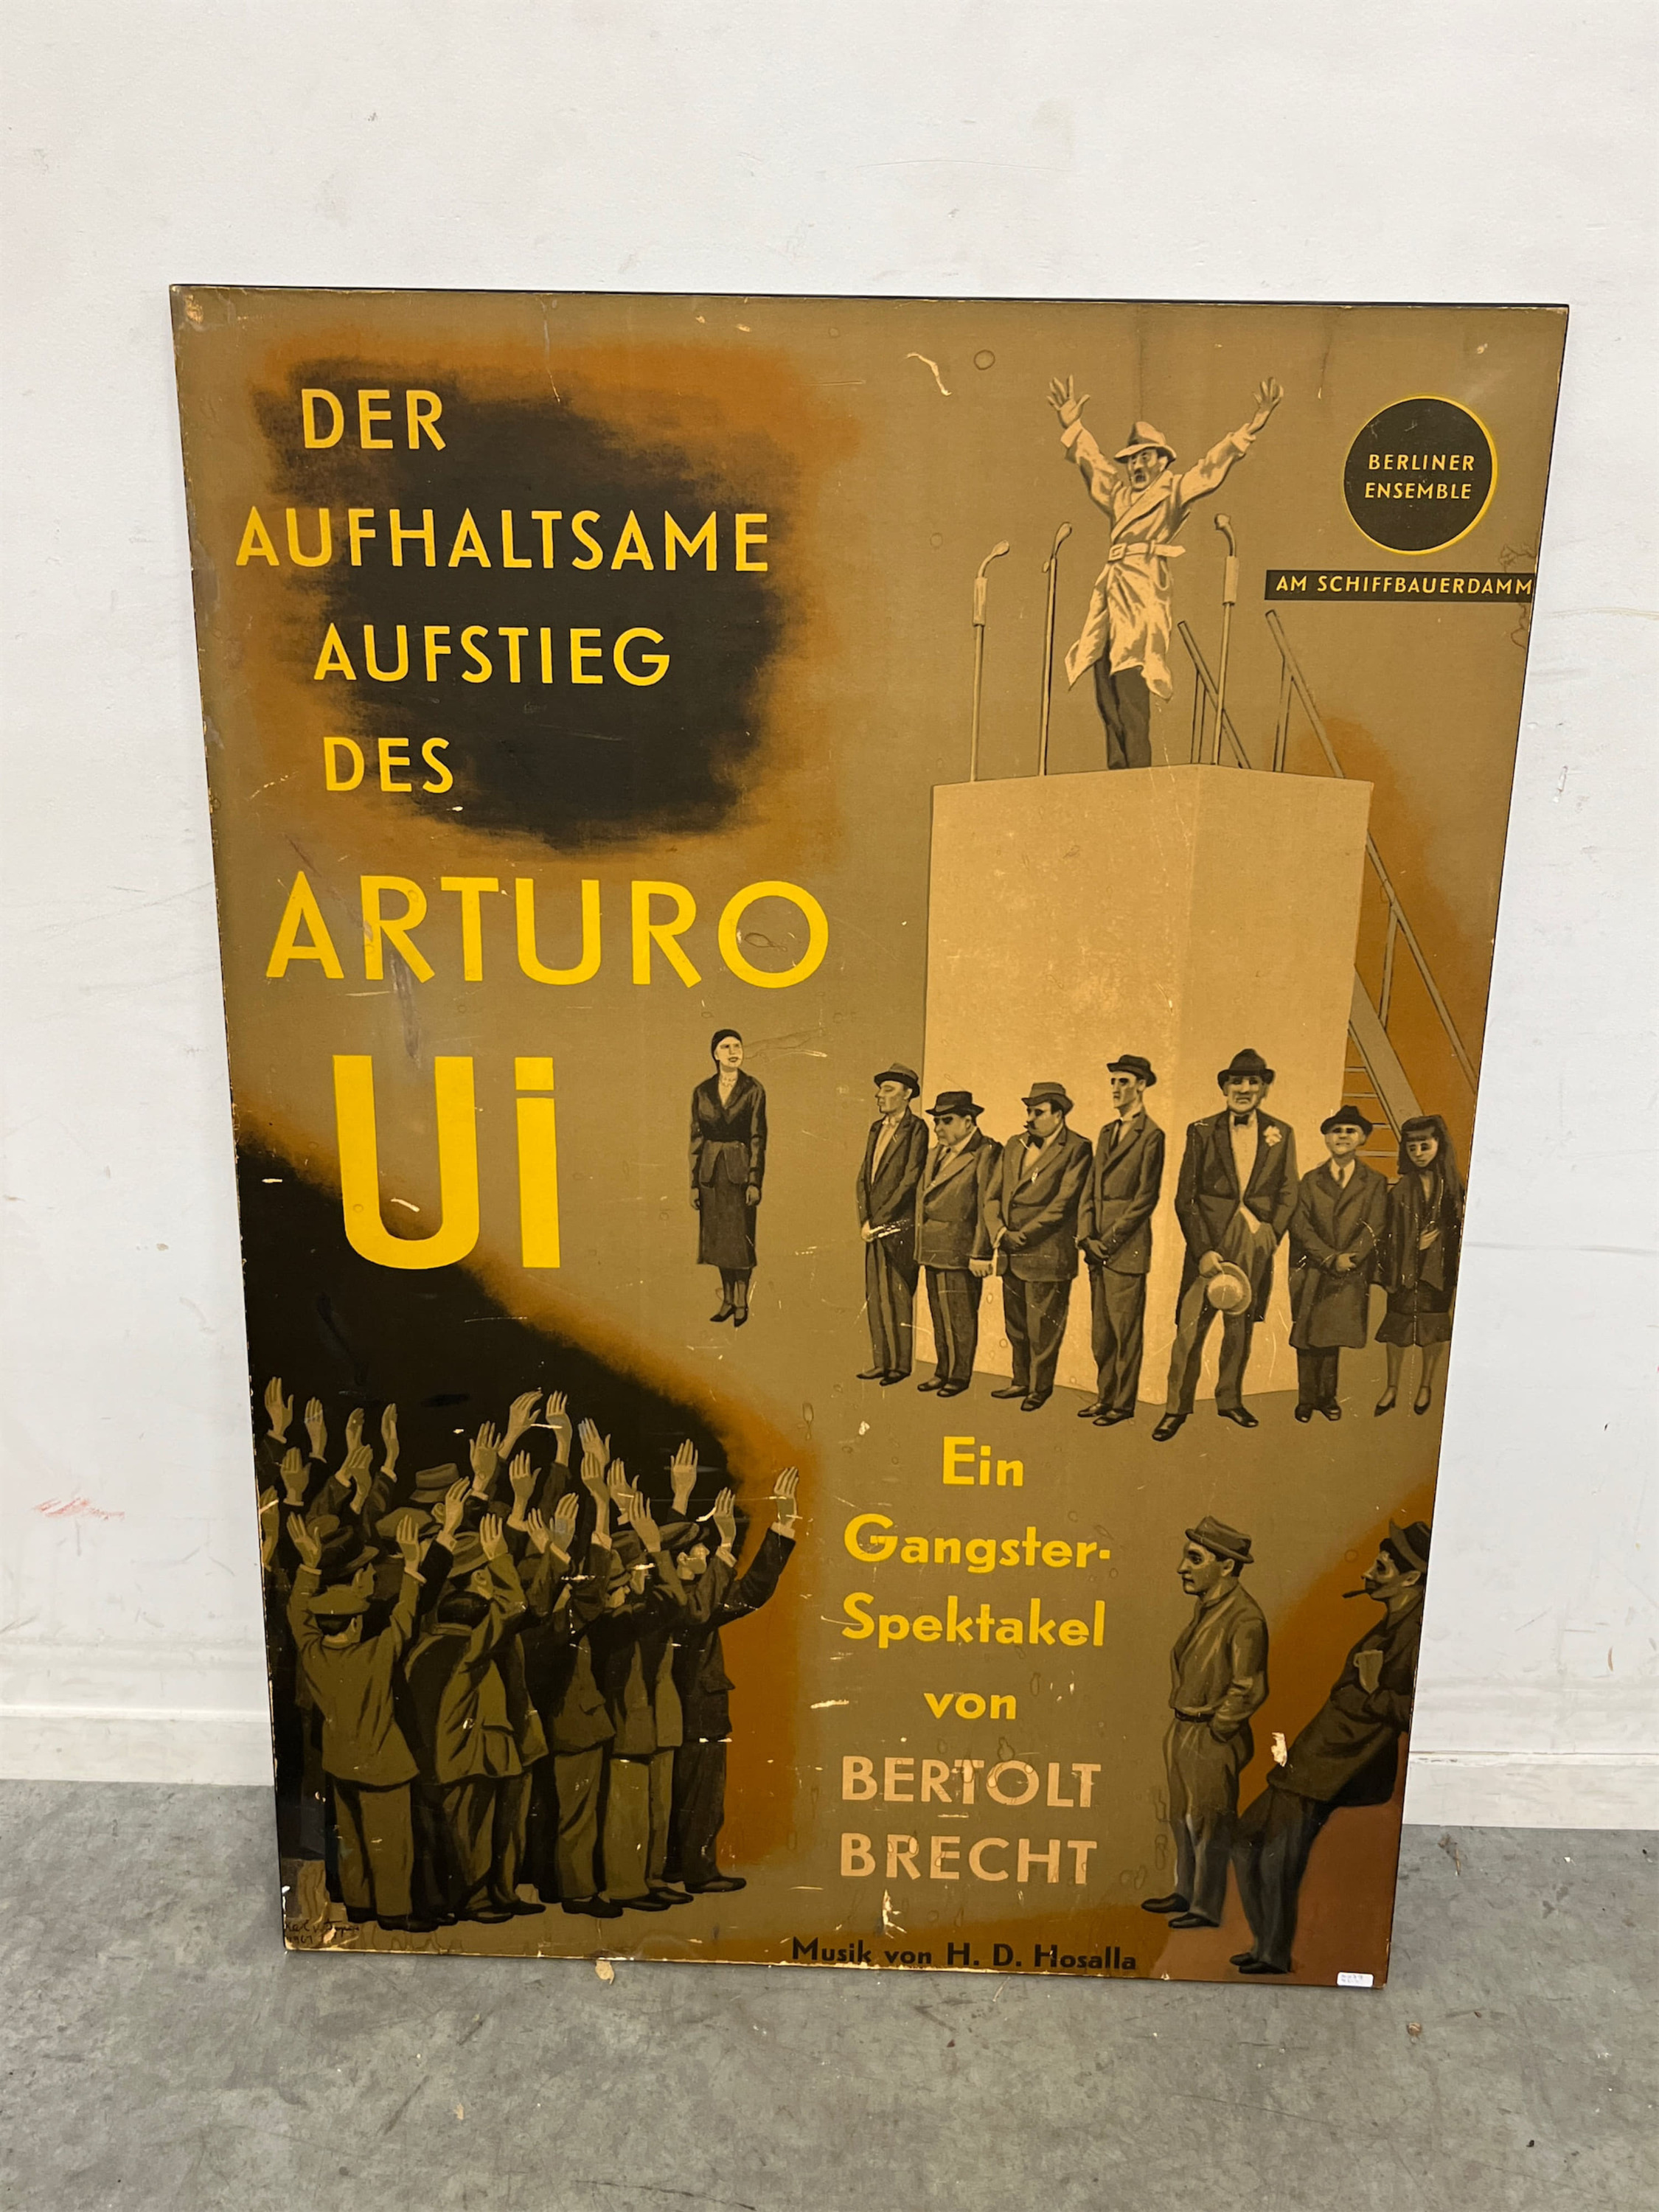 DER
AUFHALTSAME
AUFSTIEG
DES
ARTURO
Ui
BERLINER
ENSEMBLE
AM SCHIFFBAUERDAMM
Ein
Gangster-
Spektakel
von
BERTOLT
BRECHT
Musik von H. D. Hosalla